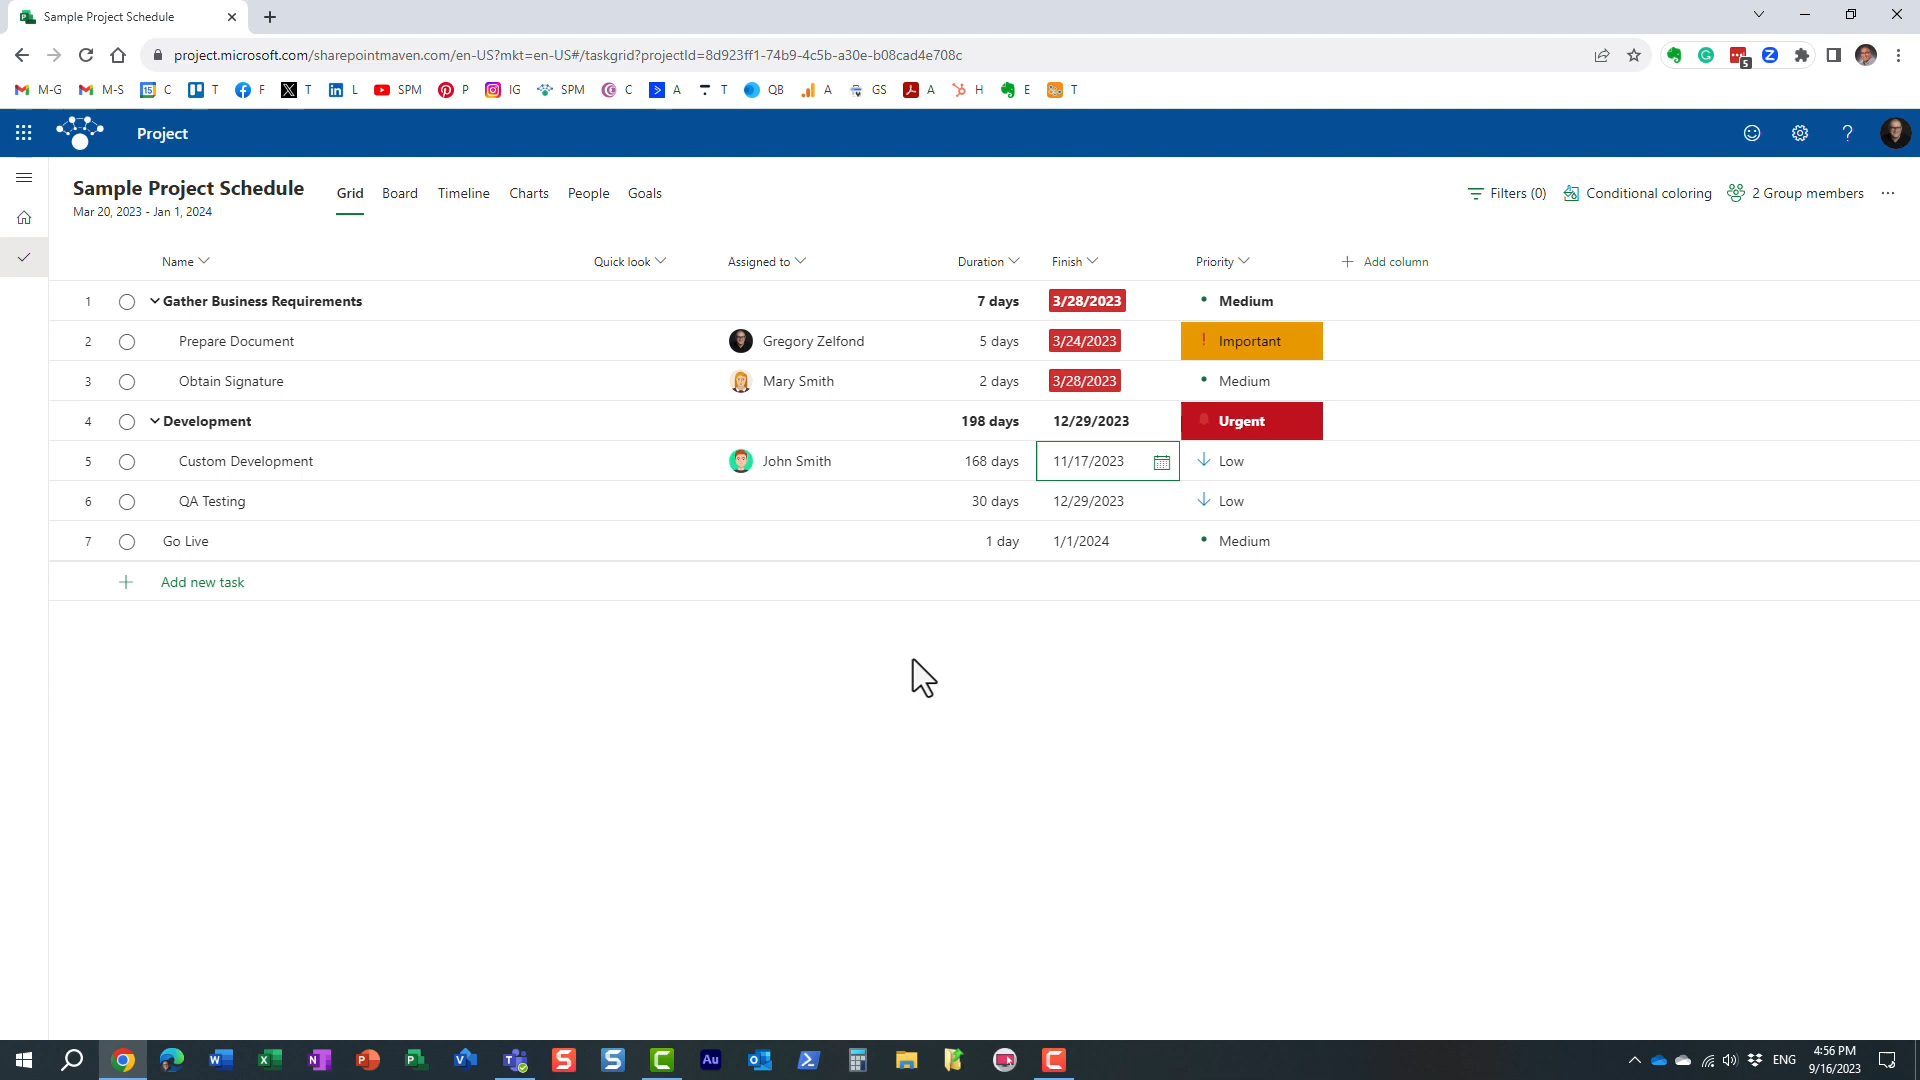 Sample Project Schedule
project.microsoft.com/sharepointmaven.com/en-US?mkt=en-US#/taskgrid?projectId=8d923ff1-74b9-4c5b-a30e-b08cad4e708c
5
M-G M-S 15 C T F T L SPM P IG SPM C A T QB A GS A H E T
Project
Sample Project Schedule
Mar 20, 2023 - Jan 1, 2024
Grid Board Timeline Charts People Goals
Filters (0) Conditional coloring 2 Group members
Name Quick look Assigned to Duration Finish Priority Add column
1 Gather Business Requirements 7 days 3/28/2023 Medium
2 Prepare Document Gregory Zelfond 5 days 3/24/2023 Important
3 Obtain Signature Mary Smith 2 days 3/28/2023 Medium
4 Development 198 days 12/29/2023 Urgent
5 Custom Development John Smith 168 days 11/17/2023 Low
6 QA Testing 30 days 12/29/2023 Low
7 Go Live 1 day 1/1/2024 Medium
Add new task
ENG
4:56 PM
9/16/2023